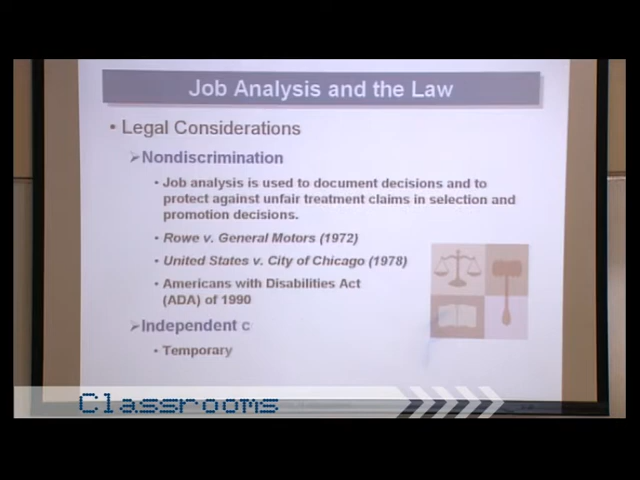 Job Analysis and the Law
• Legal Considerations
➢Nondiscrimination
• Job analysis is used to document decisions and to
protect against unfair treatment claims in selection and
promotion decisions.
• Rowe v. General Motors (1972)
• United States v. City of Chicago (1978)
• Americans with Disabilities Act
(ADA) of 1990
➢Independent c
• Temporary
Classrooms